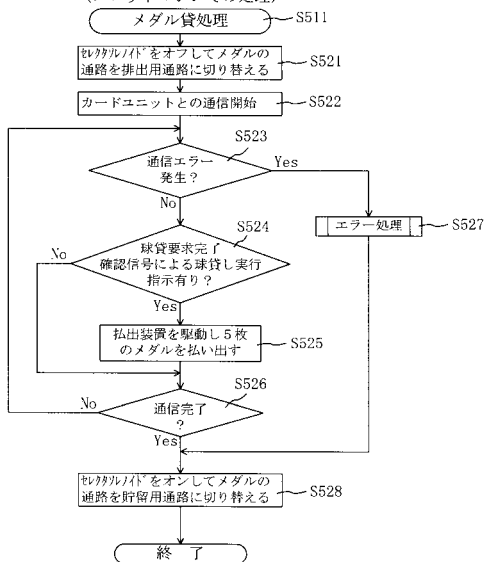 メダル貸処理
S511
セレクタソレノイドをオフしてメダルの
通路を排出用通路に切り替える
S521
カードユニットとの通信開始
S522
S523
通信エラー
発生?
Yes
No
エラー処理
S527
S524
No
球貸要求完了
確認信号による球貸し実行
指示有り?
Yes
払出装置を駆動し5枚
のメダルを払い出す
S525
S526
No
通信完了
?
Yes
セレクタソレノイドをオンしてメダルの
通路を貯留用通路に切り替える
S528
終 了